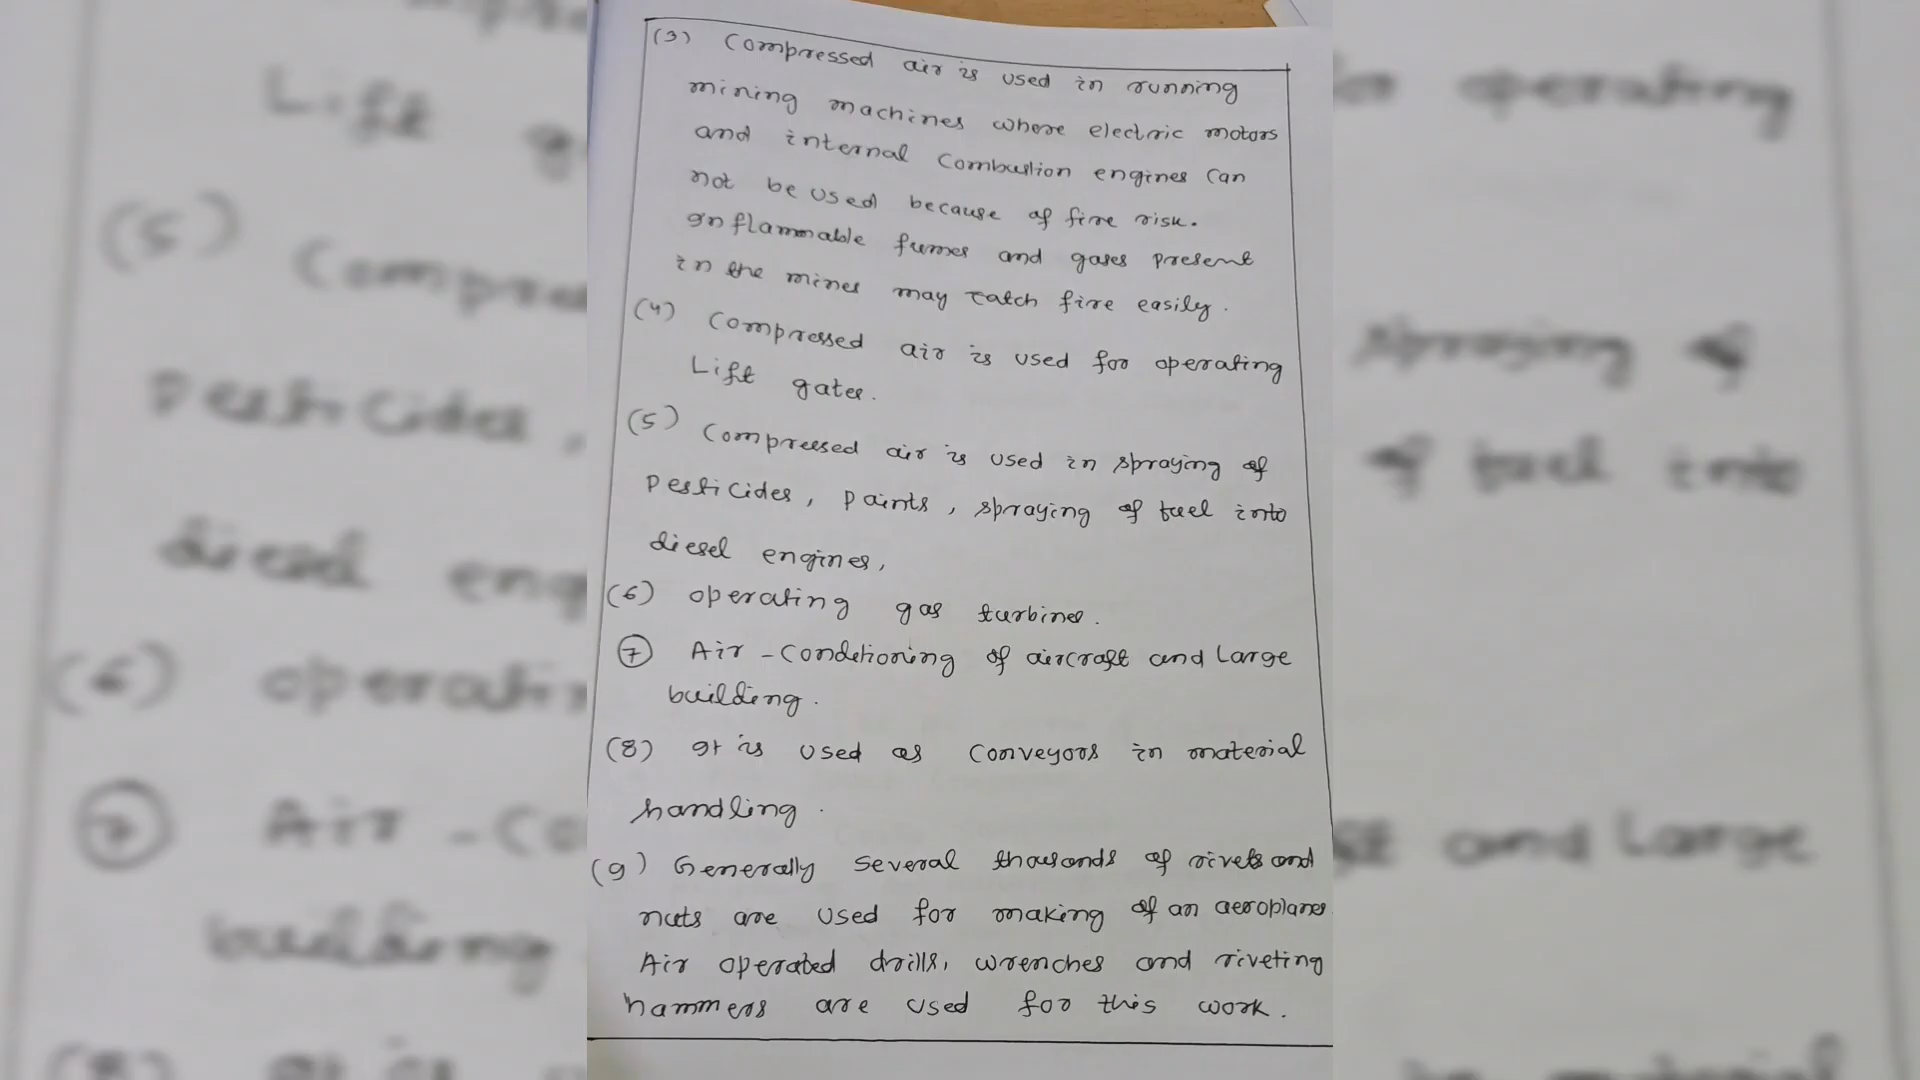 (3) Compressed air is used in running
mining machines whore electric motors
and internal combustion engines can
not be used because of fire risk.
Inflammable fumes and gases present
in the mines may catch fire easily.
(4) Compressed air is used for operating
Lift gates.
(5) Compressed air is used in spraying of
Pesticides, paints, spraying of fuel into
diesel engines,
(6) operating gas turbines.
(7) Air-Conditioning of aircraft and large
building.
(8) It is used as conveyors in material
handling.
(9) Generally several thousands of rivets and
nuts are used for making of an aeroplanes
Air operated drills, wrenches and riveting
hammers are used for this work.